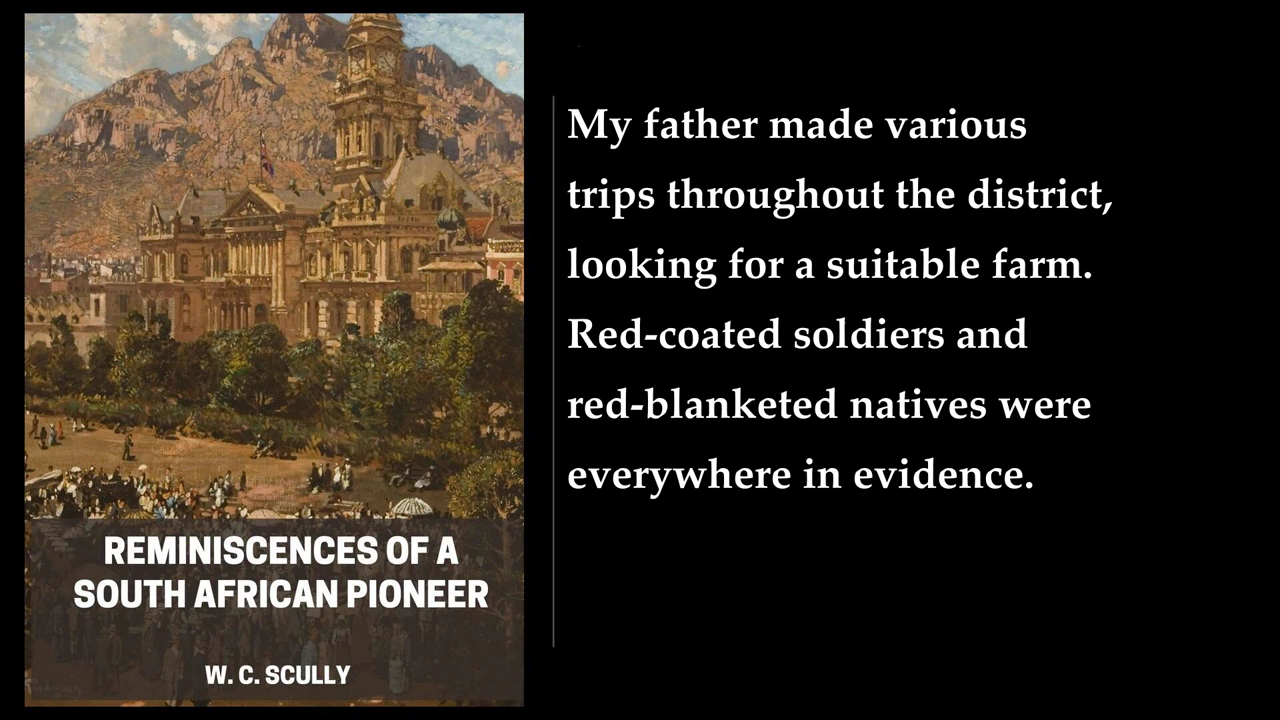 My father made various
trips throughout the district,
looking for a suitable farm.
Red-coated soldiers and
red-blanketed natives were
everywhere in evidence.
REMINISCENCES OF A
SOUTH AFRICAN PIONEER
W. C. SCULLY